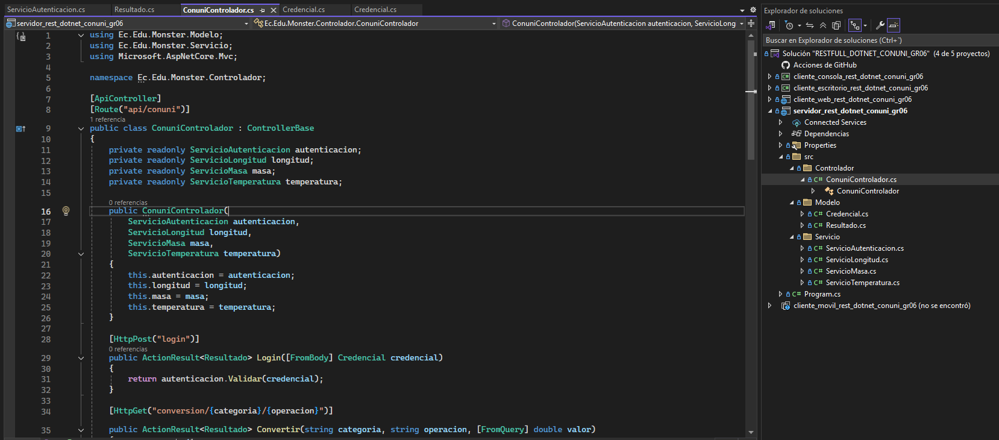 ServicioAutenticacion.cs
Resultado.cs
ConuniControlador.cs
Credencial.cs
Credencial.cs
servidor_rest_dotnet_conuni_gr06
Ec.Edu.Monster.Controlador.ConuniControlador
ConuniControlador(ServicioAutenticacion autenticacion, ServicioLong
1 using Ec.Edu.Monster.Modelo;
2 using Ec.Edu.Monster.Servicio;
3 using Microsoft.AspNetCore.Mvc;
4
5 namespace Ec.Edu.Monster.Controlador;
6
7 [ApiController]
8 [Route("api/conuni")]
1 referencia
9 public class ConuniControlador : ControllerBase
10 {
11 private readonly ServicioAutenticacion autenticacion;
12 private readonly ServicioLongitud longitud;
13 private readonly ServicioMasa masa;
14 private readonly ServicioTemperatura temperatura;
15
0 referencias
16 public ConuniControlador(
17 ServicioAutenticacion autenticacion,
18 ServicioLongitud longitud,
19 ServicioMasa masa,
20 ServicioTemperatura temperatura)
21 {
22 this.autenticacion = autenticacion;
23 this.longitud = longitud;
24 this.masa = masa;
25 this.temperatura = temperatura;
26 }
27
28 [HttpPost("login")]
0 referencias
29 public ActionResult<Resultado> Login([FromBody] Credencial credencial)
30 {
31 return autenticacion.Validar(credencial);
32 }
33
34 [HttpGet("conversion/{categoria}/{operacion}")]
35 public ActionResult<Resultado> Convertir(string categoria, string operacion, [FromQuery] double valor)
Explorador de soluciones
Buscar en Explorador de soluciones (Ctrl+`)
Solución "RESTFULL_DOTNET_CONUNI_GR06" (4 de 5 proyectos)
Acciones de GitHub
cliente_consola_rest_dotnet_conuni_gr06
cliente_escritorio_rest_dotnet_conuni_gr06
cliente_web_rest_dotnet_conuni_gr06
servidor_rest_dotnet_conuni_gr06
Connected Services
Dependencias
Properties
src
Controlador
C# ConuniControlador.cs
ConuniControlador
Modelo
C# Credencial.cs
C# Resultado.cs
Servicio
C# ServicioAutenticacion.cs
C# ServicioLongitud.cs
C# ServicioMasa.cs
C# ServicioTemperatura.cs
C# Program.cs
cliente_movil_rest_dotnet_conuni_gr06 (no se encontró)